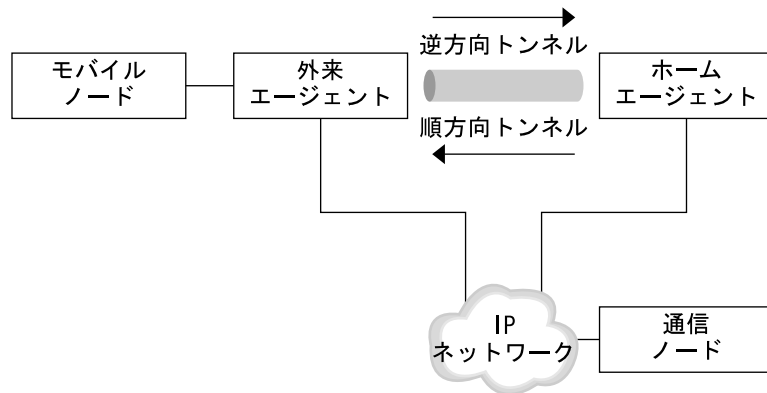 逆方向トンネル
モバイル
ノード
外来
エージェント
ホーム
エージェント
順方向トンネル
IP
ネットワーク
通信
ノード